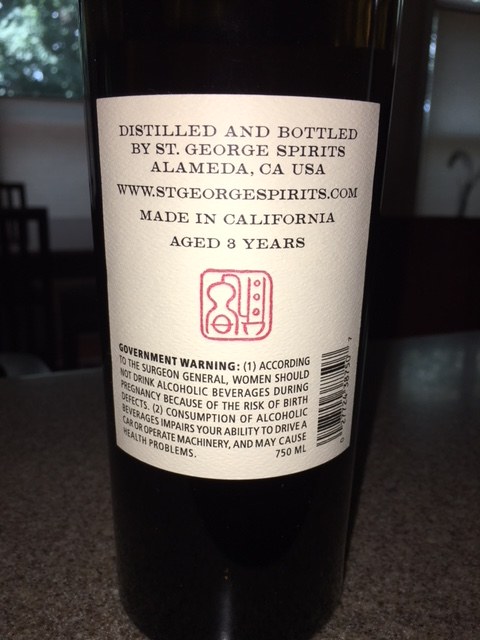 DISTILLED AND BOTTLED
BY ST. GEORGE SPIRITS
ALAMEDA, CA USA
WWW.STGEORGESPIRITS.COM
MADE IN CALIFORNIA
AGED 3 YEARS
GOVERNMENT WARNING: (1) ACCORDING
TO THE SURGEON GENERAL, WOMEN SHOULD
NOT DRINK ALCOHOLIC BEVERAGES DURING
PREGNANCY BECAUSE OF THE RISK OF BIRTH
DEFECTS. (2) CONSUMPTION OF ALCOHOLIC
BEVERAGES IMPAIRS YOUR ABILITY TO DRIVE A
CAR OR OPERATE MACHINERY, AND MAY CAUSE
HEALTH PROBLEMS. 750 ML